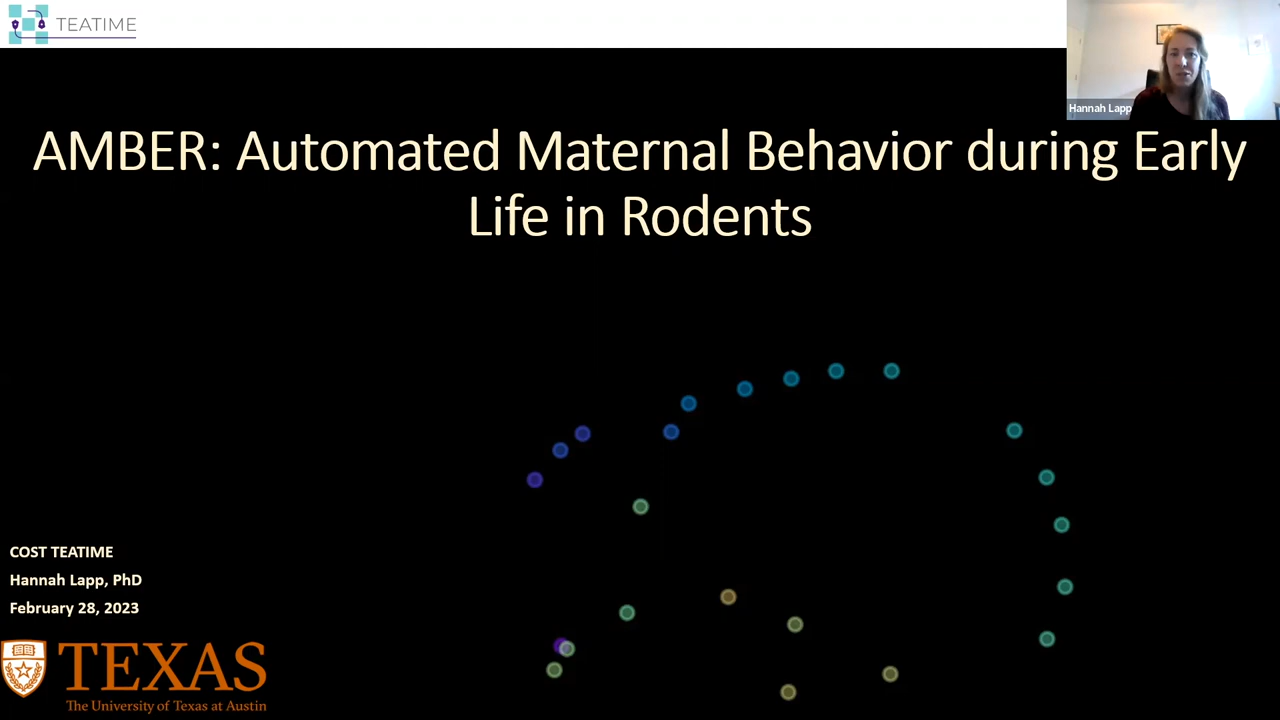 TEATIME
Hannah Lapp
AMBER: Automated Maternal Behavior during Early
Life in Rodents
COST TEATIME
Hannah Lapp, PhD
February 28, 2023
TEXAS
The University of Texas at Austin